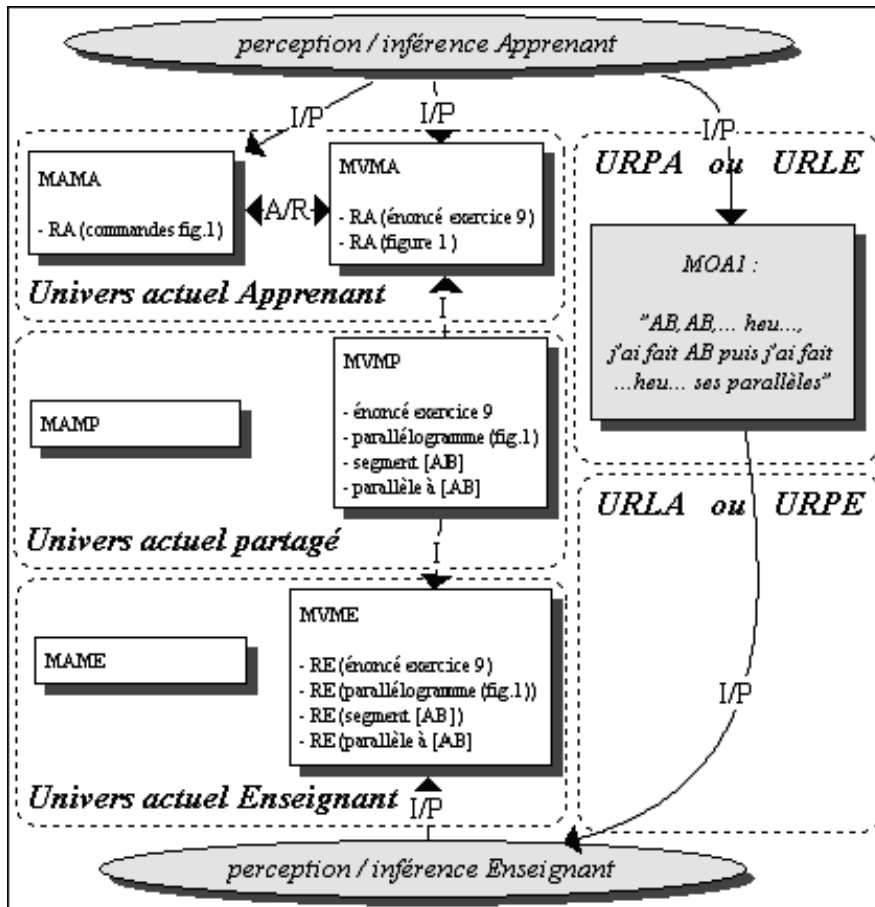 perception / inférence Apprenant
I/P
I/P
I/P
MAMA
- RA (commandes fig.1)
A/R
MVMA
- RA (énoncé exercice 9)
- RA (figure 1)
Univers actuel Apprenant
URPA ou URLE
MOA1 :
"AB, AB,... heu...,
j'ai fait AB puis j'ai fait
...heu... ses parallèles"
I
MAMP
MVMP
- énoncé exercice 9
- parallélogramme (fig.1)
- segment [AB]
- parallèle à [AB]
Univers actuel partagé
URLA ou URPE
I
MAME
MVME
- RE (énoncé exercice 9)
- RE (parallélogramme (fig.1))
- RE (segment [AB])
- RE (parallèle à [AB]
Univers actuel Enseignant
I/P
I/P
perception / inférence Enseignant